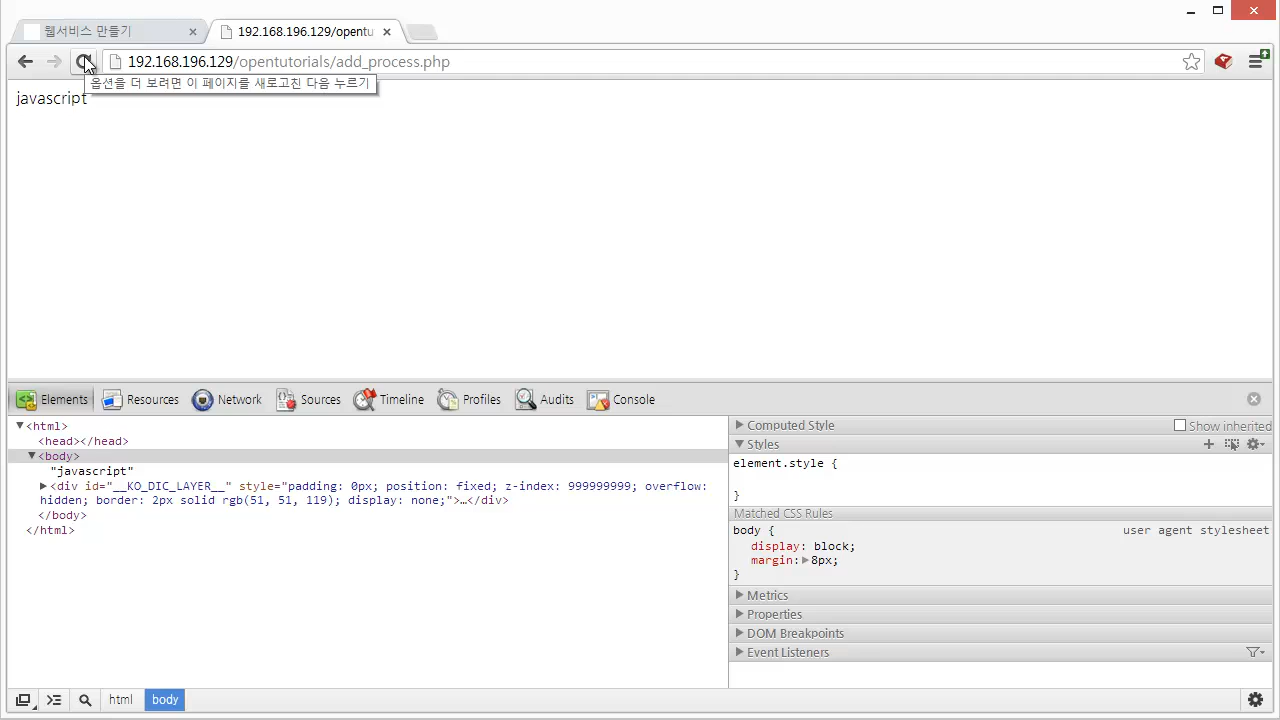 웹서비스 만들기
192.168.196.129/opentu
192.168.196.129/opentutorials/add_process.php
옵션을 더 보려면 이 페이지를 새로고친 다음 누르기
javascript
Elements Resources Network Sources Timeline Profiles Audits Console
<html>
<head></head>
<body>
"javascript"
<div id="__KO_DIC_LAYER__" style="padding: 0px; position: fixed; z-index: 999999999; overflow:
hidden; border: 2px solid rgb(51, 51, 119); display: none;">…</div>
</body>
</html>
Computed Style Show inherited
Styles
element.style {
}
Matched CSS Rules
body { user agent stylesheet
display: block;
margin: 8px;
}
Metrics
Properties
DOM Breakpoints
Event Listeners
html body